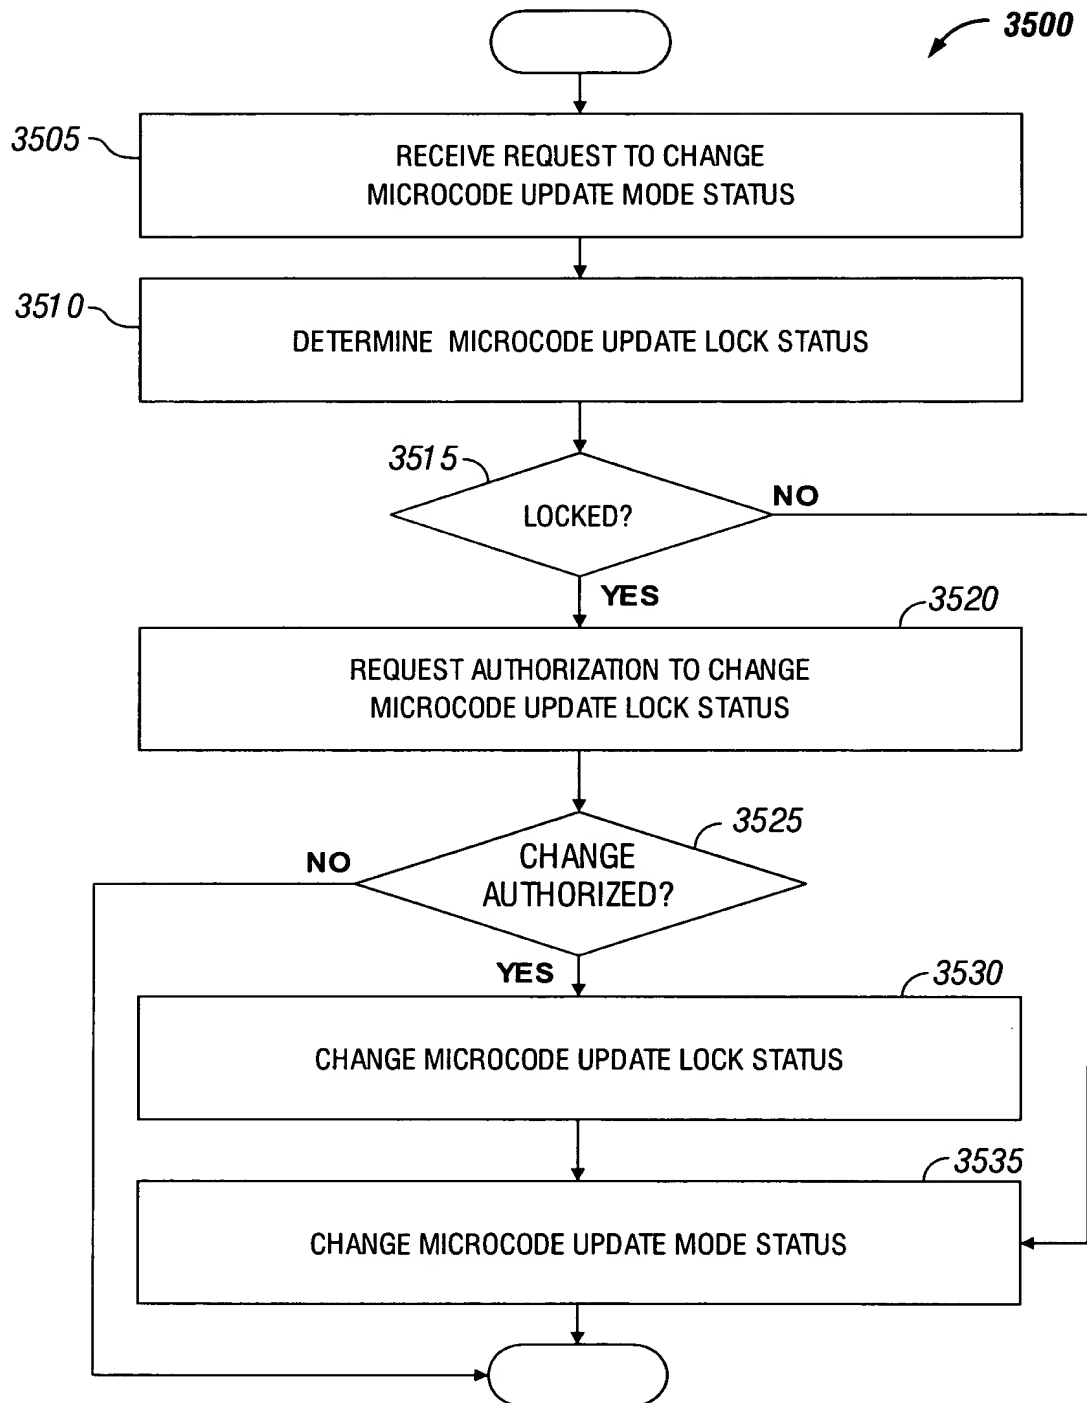 3500
3505
RECEIVE REQUEST TO CHANGE
MICROCODE UPDATE MODE STATUS
3510
DETERMINE MICROCODE UPDATE LOCK STATUS
3515
LOCKED?
NO
YES
3520
REQUEST AUTHORIZATION TO CHANGE
MICROCODE UPDATE LOCK STATUS
3525
CHANGE
AUTHORIZED?
NO
YES
3530
CHANGE MICROCODE UPDATE LOCK STATUS
3535
CHANGE MICROCODE UPDATE MODE STATUS